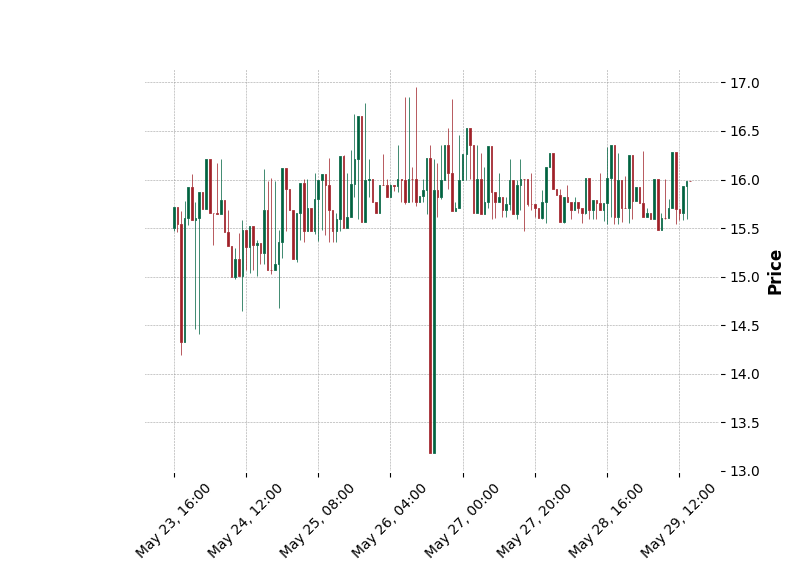 17.0
16.5
16.0
15.5
15.0
14.5
14.0
13.5
13.0
Price
May 23, 16:00
May 24, 12:00
May 25, 08:00
May 26, 04:00
May 27, 00:00
May 27, 20:00
May 28, 16:00
May 29, 12:00